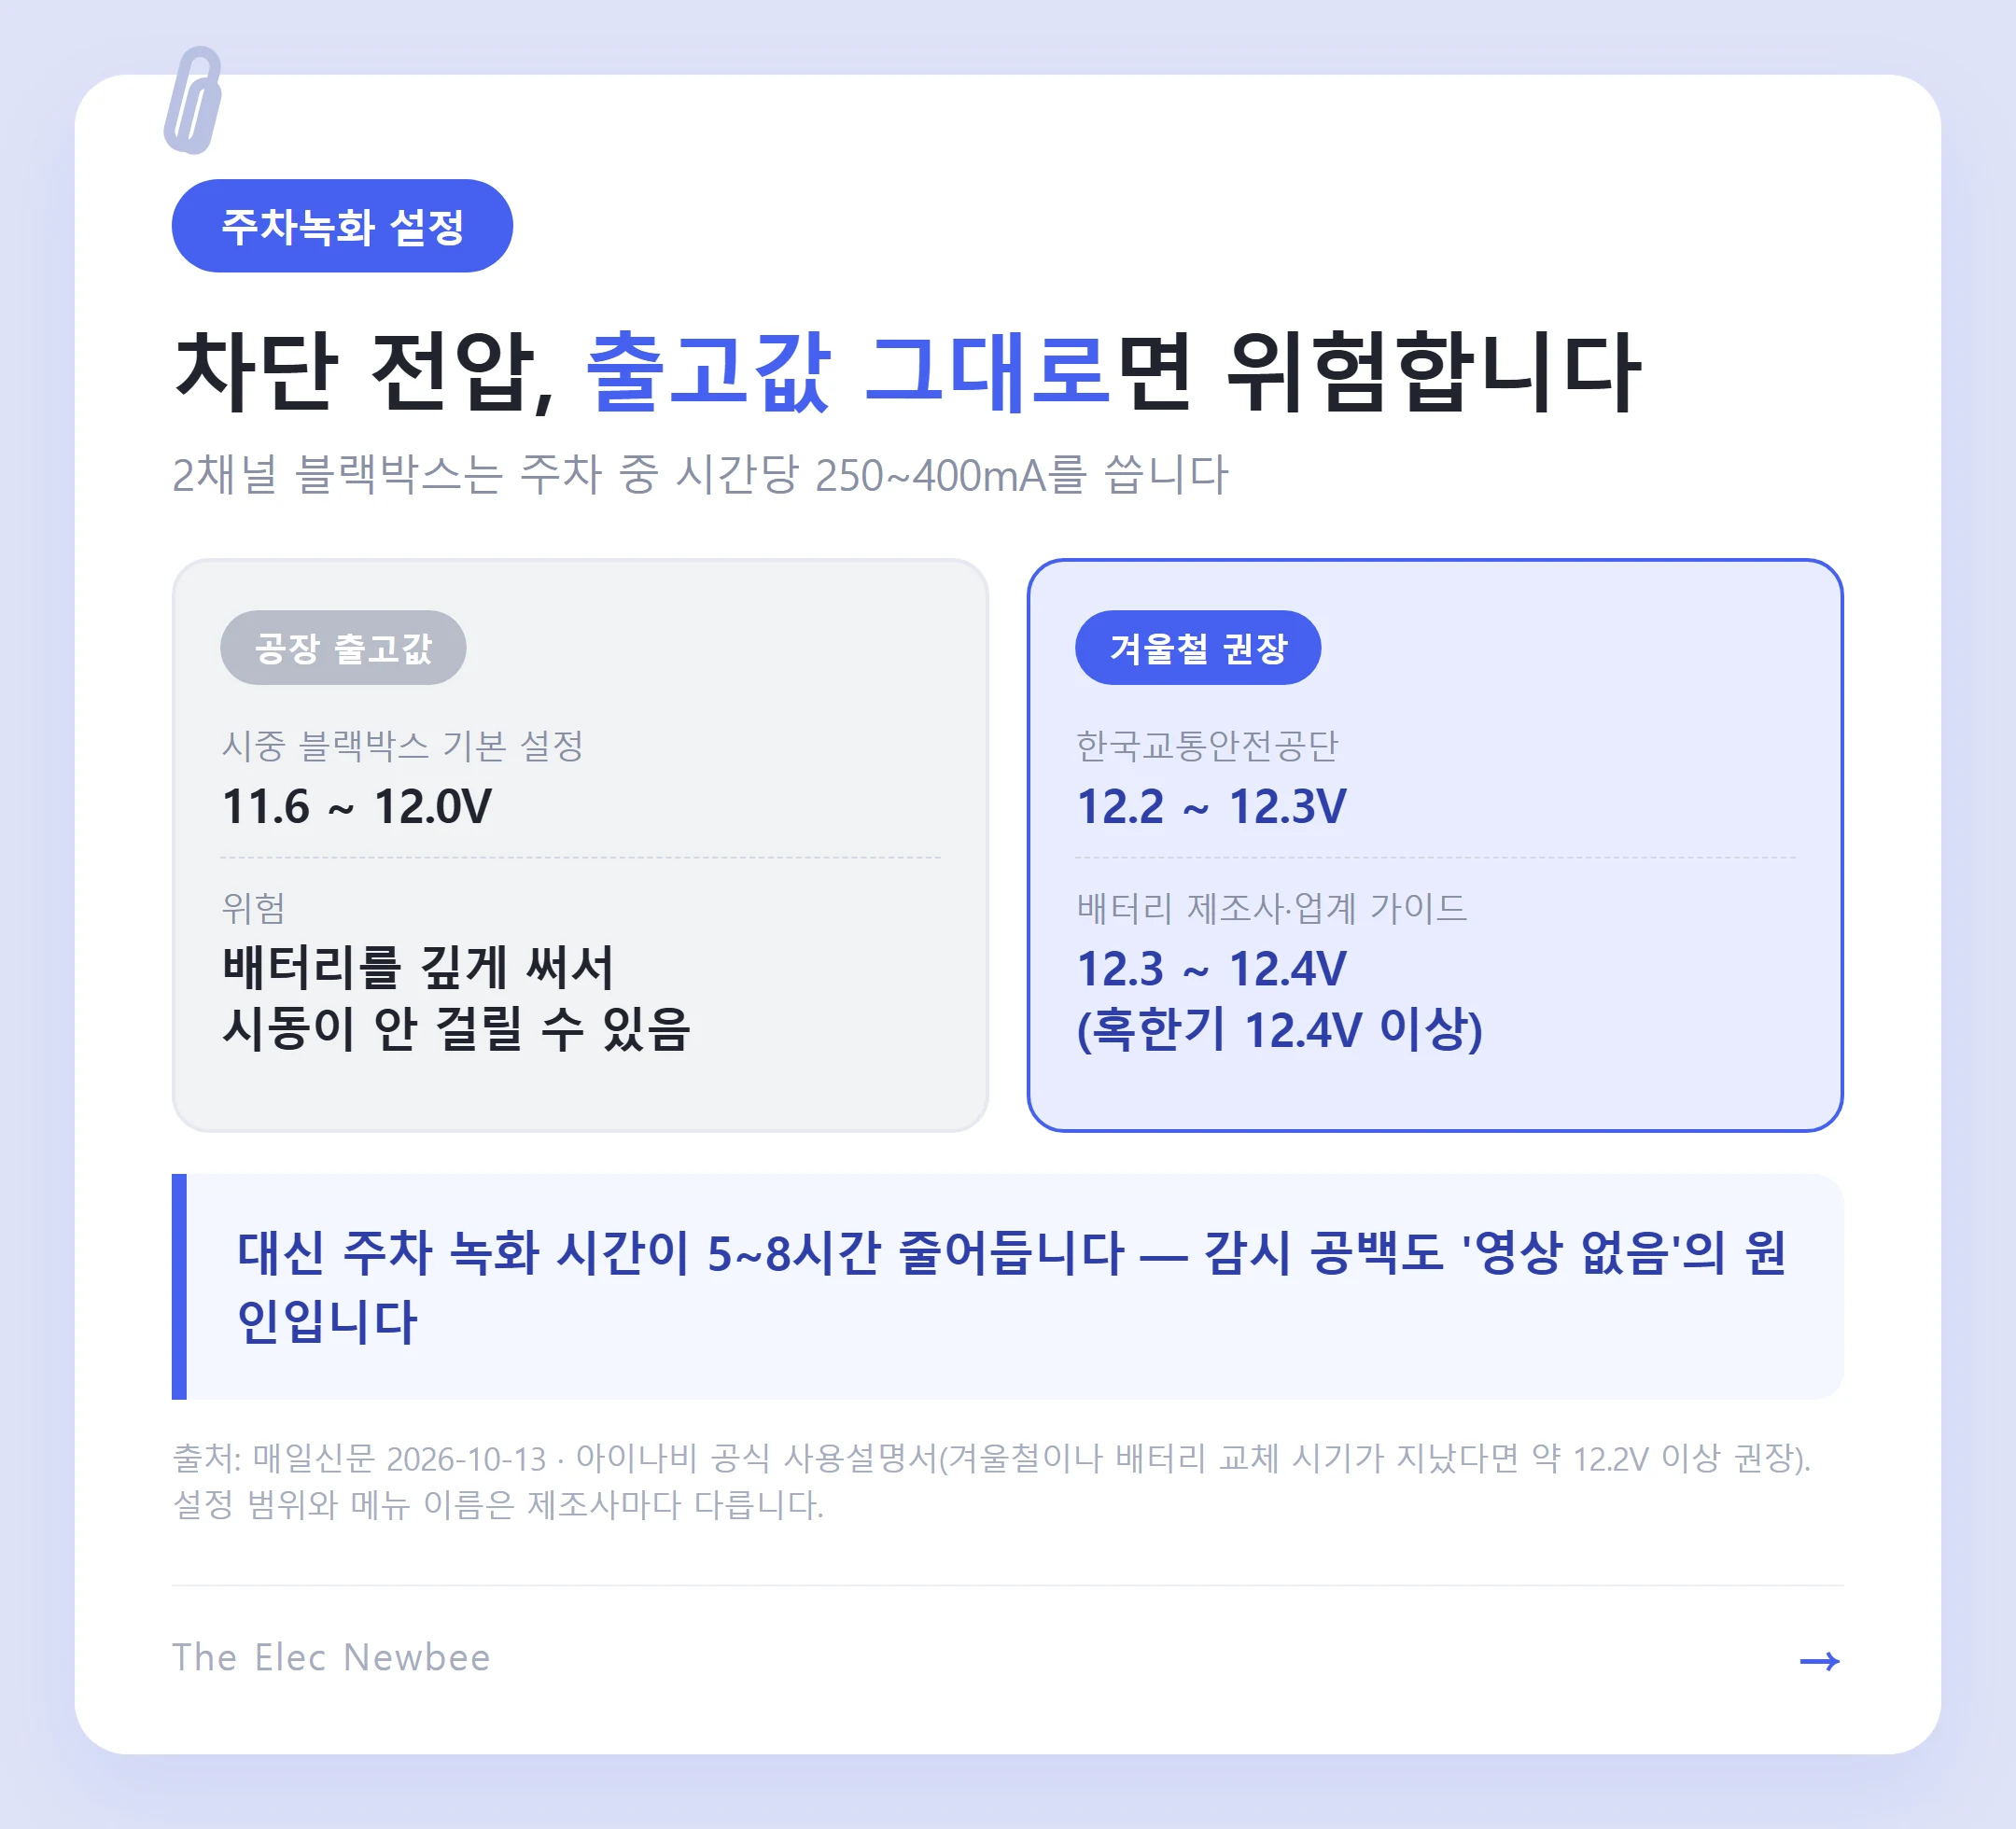 주차녹화 설정
차단 전압, 출고값 그대로면 위험합니다
2채널 블랙박스는 주차 중 시간당 250~400mA를 씁니다
공장 출고값
시중 블랙박스 기본 설정
11.6 ~ 12.0V
위험
배터리를 깊게 써서
시동이 안 걸릴 수 있음
겨울철 권장
한국교통안전공단
12.2 ~ 12.3V
배터리 제조사·업계 가이드
12.3 ~ 12.4V
(혹한기 12.4V 이상)
대신 주차 녹화 시간이 5~8시간 줄어듭니다 — 감시 공백도 '영상 없음'의 원
인입니다
출처: 매일신문 2026-10-13 · 아이나비 공식 사용설명서(겨울철이나 배터리 교체 시기가 지났다면 약 12.2V 이상 권장).
설정 범위와 메뉴 이름은 제조사마다 다릅니다.
The Elec Newbee
→